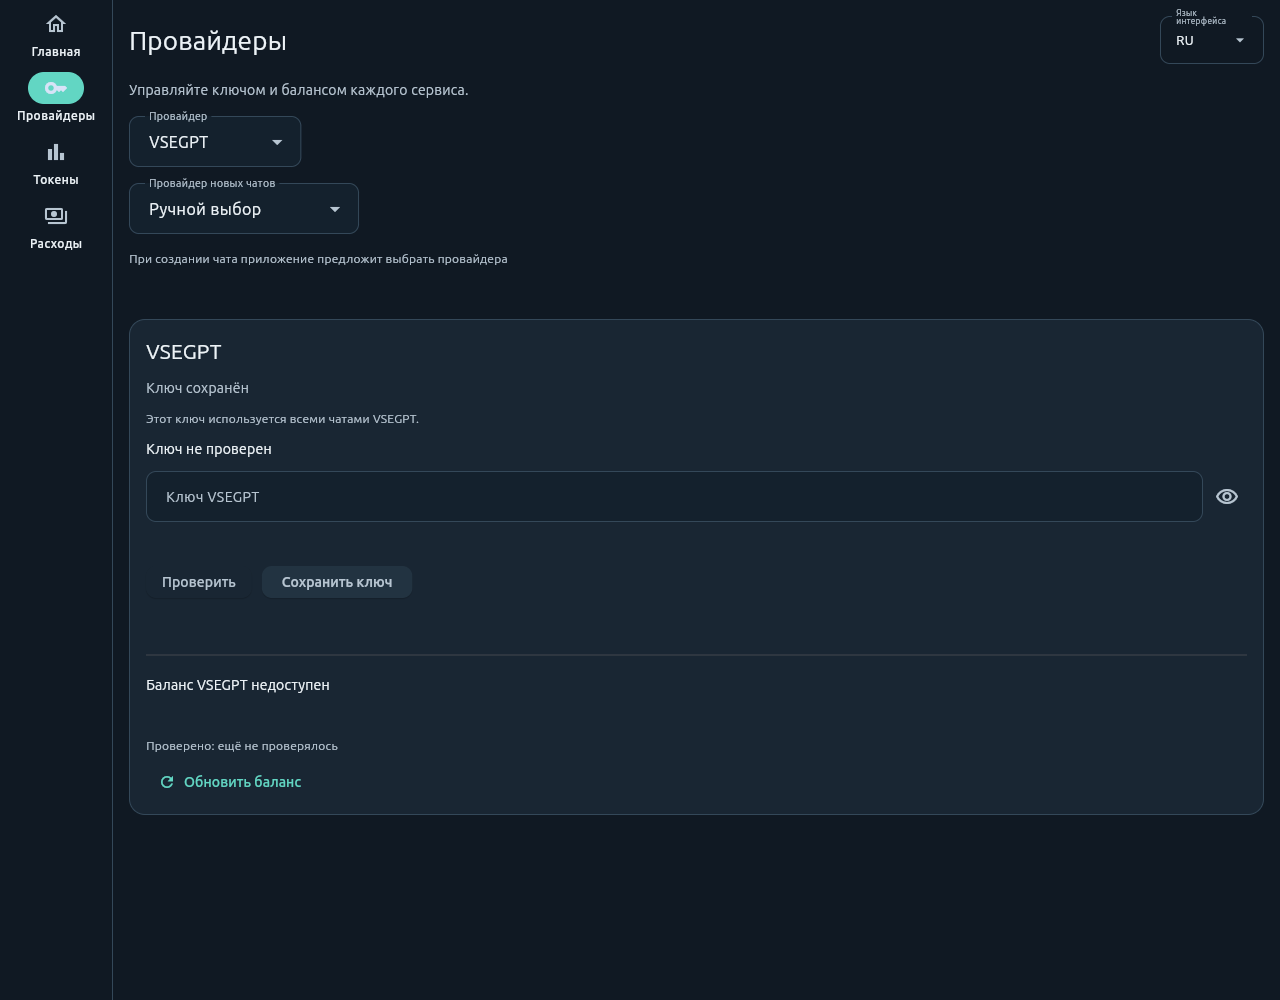 Главная
Провайдеры
Токены
Расходы
Провайдеры
Язык
интерфейса
RU
Управляйте ключом и балансом каждого сервиса.
Провайдер
VSEGPT
Провайдер новых чатов
Ручной выбор
При создании чата приложение предложит выбрать провайдера
VSEGPT
Ключ сохранён
Этот ключ используется всеми чатами VSEGPT.
Ключ не проверен
Ключ VSEGPT
Проверить
Сохранить ключ
Баланс VSEGPT недоступен
Проверено: ещё не проверялось
Обновить баланс